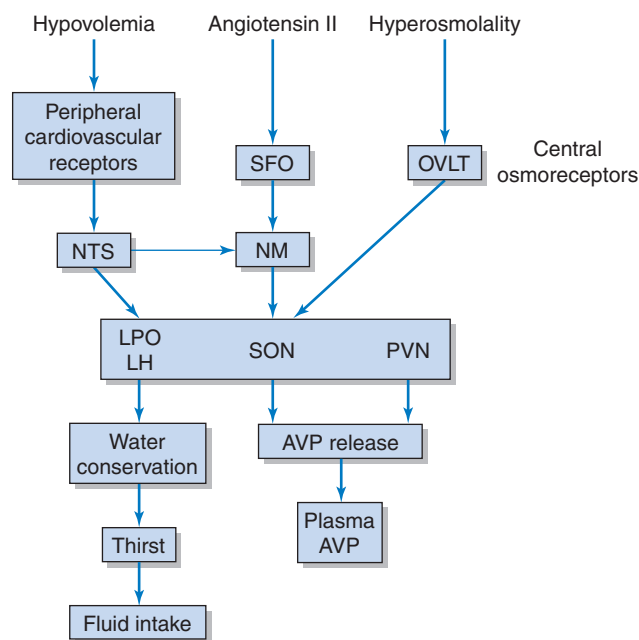 Hypovolemia
Angiotensin II
Hyperosmolality
Peripheral
cardiovascular
receptors
SFO
OVLT
Central
osmoreceptors
NTS
NM
LPO
LH
SON
PVN
Water
conservation
AVP release
Plasma
AVP
Thirst
Fluid intake